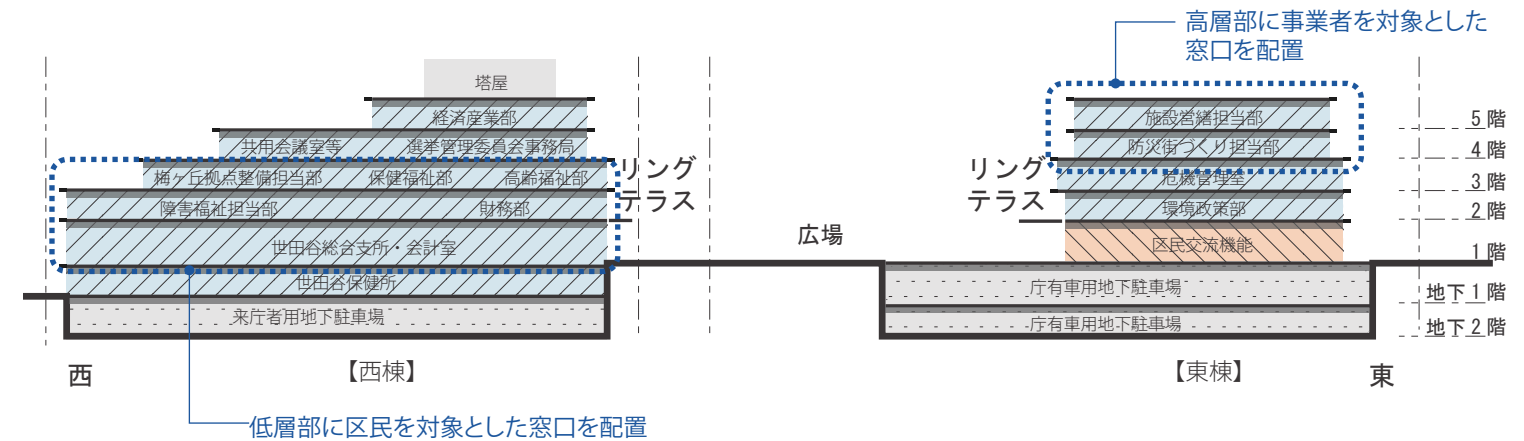 高層部に事業者を対象とした
窓口を配置
塔屋
経済産業部
共用会議室等 選挙管理委員会事務局
梅ヶ丘拠点整備担当部 保健福祉部 高齢福祉部
障害福祉担当部 財務部
世田谷総合支所・会計室
世田谷保健所
来庁者用地下駐車場
リング
テラス
広場
リング
テラス
施設営繕担当部
防災街づくり担当部
危機管理室
環境政策部
区民交流機能
庁有車用地下駐車場
庁有車用地下駐車場
5階
4階
3階
2階
1階
地下1階
地下2階
西
【西棟】
【東棟】
東
低層部に区民を対象とした窓口を配置